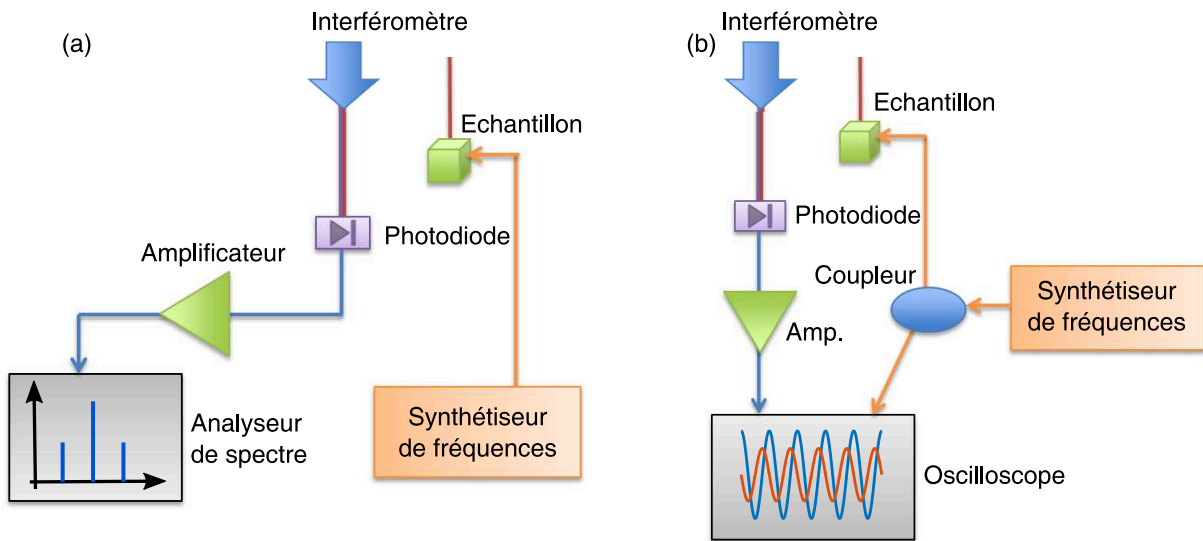 (a)
Interféromètre
Echantillon
Photodiode
Amplificateur
Analyseur
de spectre
Synthétiseur
de fréquences
(b)
Interféromètre
Echantillon
Photodiode
Coupleur
Synthétiseur
de fréquences
Amp.
Oscilloscope